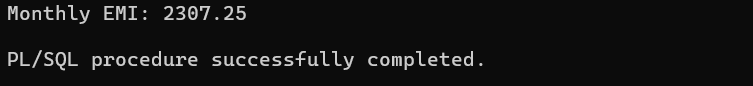 Monthly EMI: 2307.25
PL/SQL procedure successfully completed.